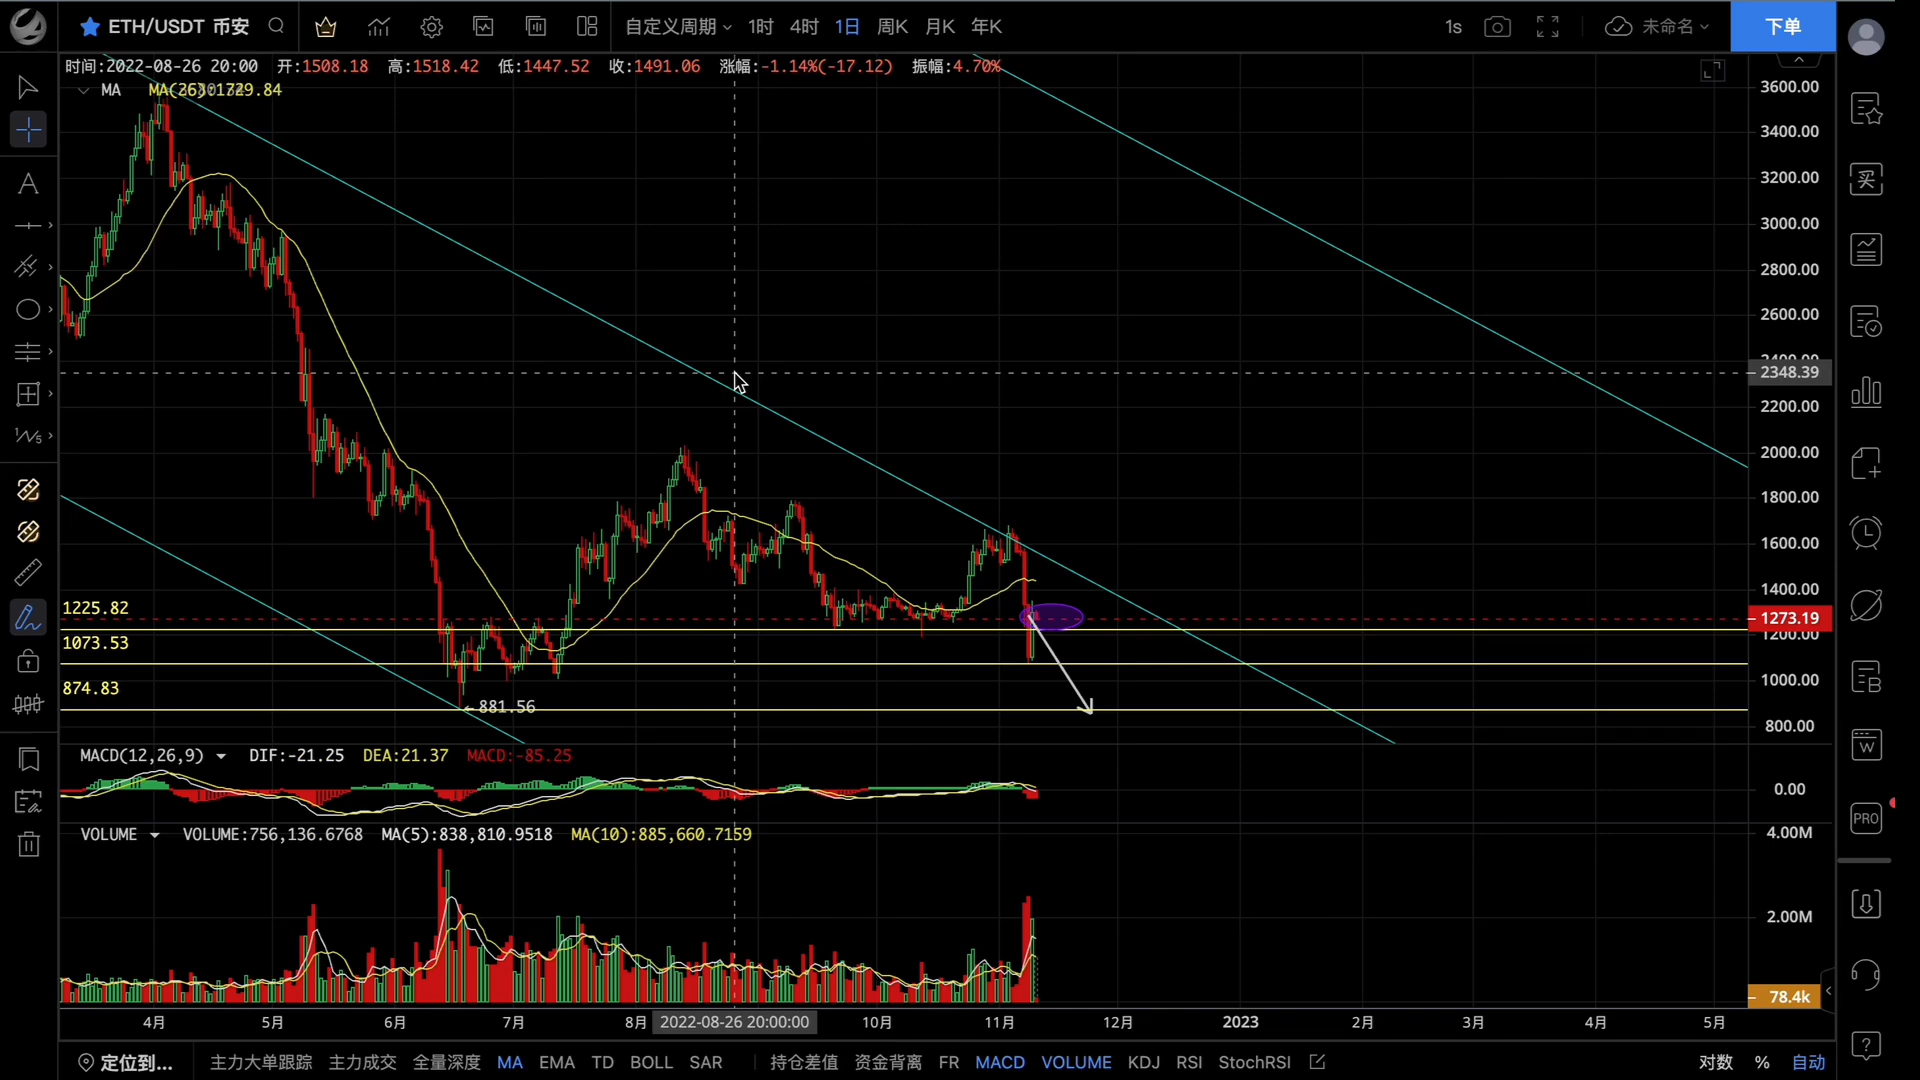 ETH/USDT 币安 自定义周期 1时 4时 1日 周K 月K 年K 1s 未命名 下单
时间:2022-08-26 20:00 开:1508.18 高:1518.42 低:1447.52 收:1491.06 涨幅:-1.14%(-17.12) 振幅:4.70%
MA
3600.00
3400.00
3200.00
3000.00
2800.00
2600.00
2348.39
2200.00
2000.00
1800.00
1600.00
1400.00
1273.19
1200.00
1000.00
800.00
1225.82
1073.53
874.83
←881.56
MACD(12,26,9) DIF:-21.25 DEA:21.37 MACD:-85.25
0.00
VOLUME VOLUME:756,136.6768 MA(5):838,810.9518 MA(10):885,660.7159
4.00M
2.00M
78.4k
4月 5月 6月 7月 8月 2022-08-26 20:00:00 10月 11月 12月 2023 2月 3月 4月 5月
定位到... 主力大单跟踪 主力成交 全量深度 MA EMA TD BOLL SAR 持仓差值 资金背离 FR MACD VOLUME KDJ RSI StochRSI 对数 % 自动
A
1/5
买
B
W
PRO
?